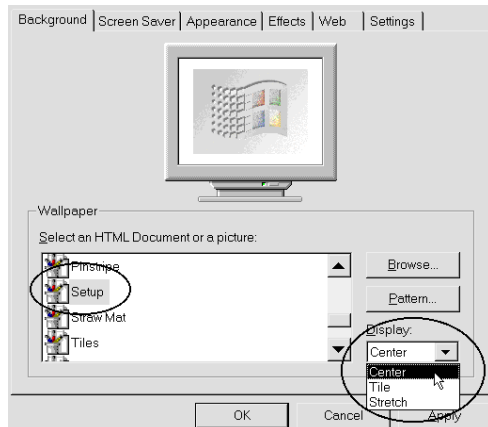 Background Screen Saver Appearance Effects Web Settings
Wallpaper
Select an HTML Document or a picture:
Pinstripe
Setup
Straw Mat
Tiles
Browse...
Pattern...
Display:
Center
Center
Tile
Stretch
OK Cancel Apply